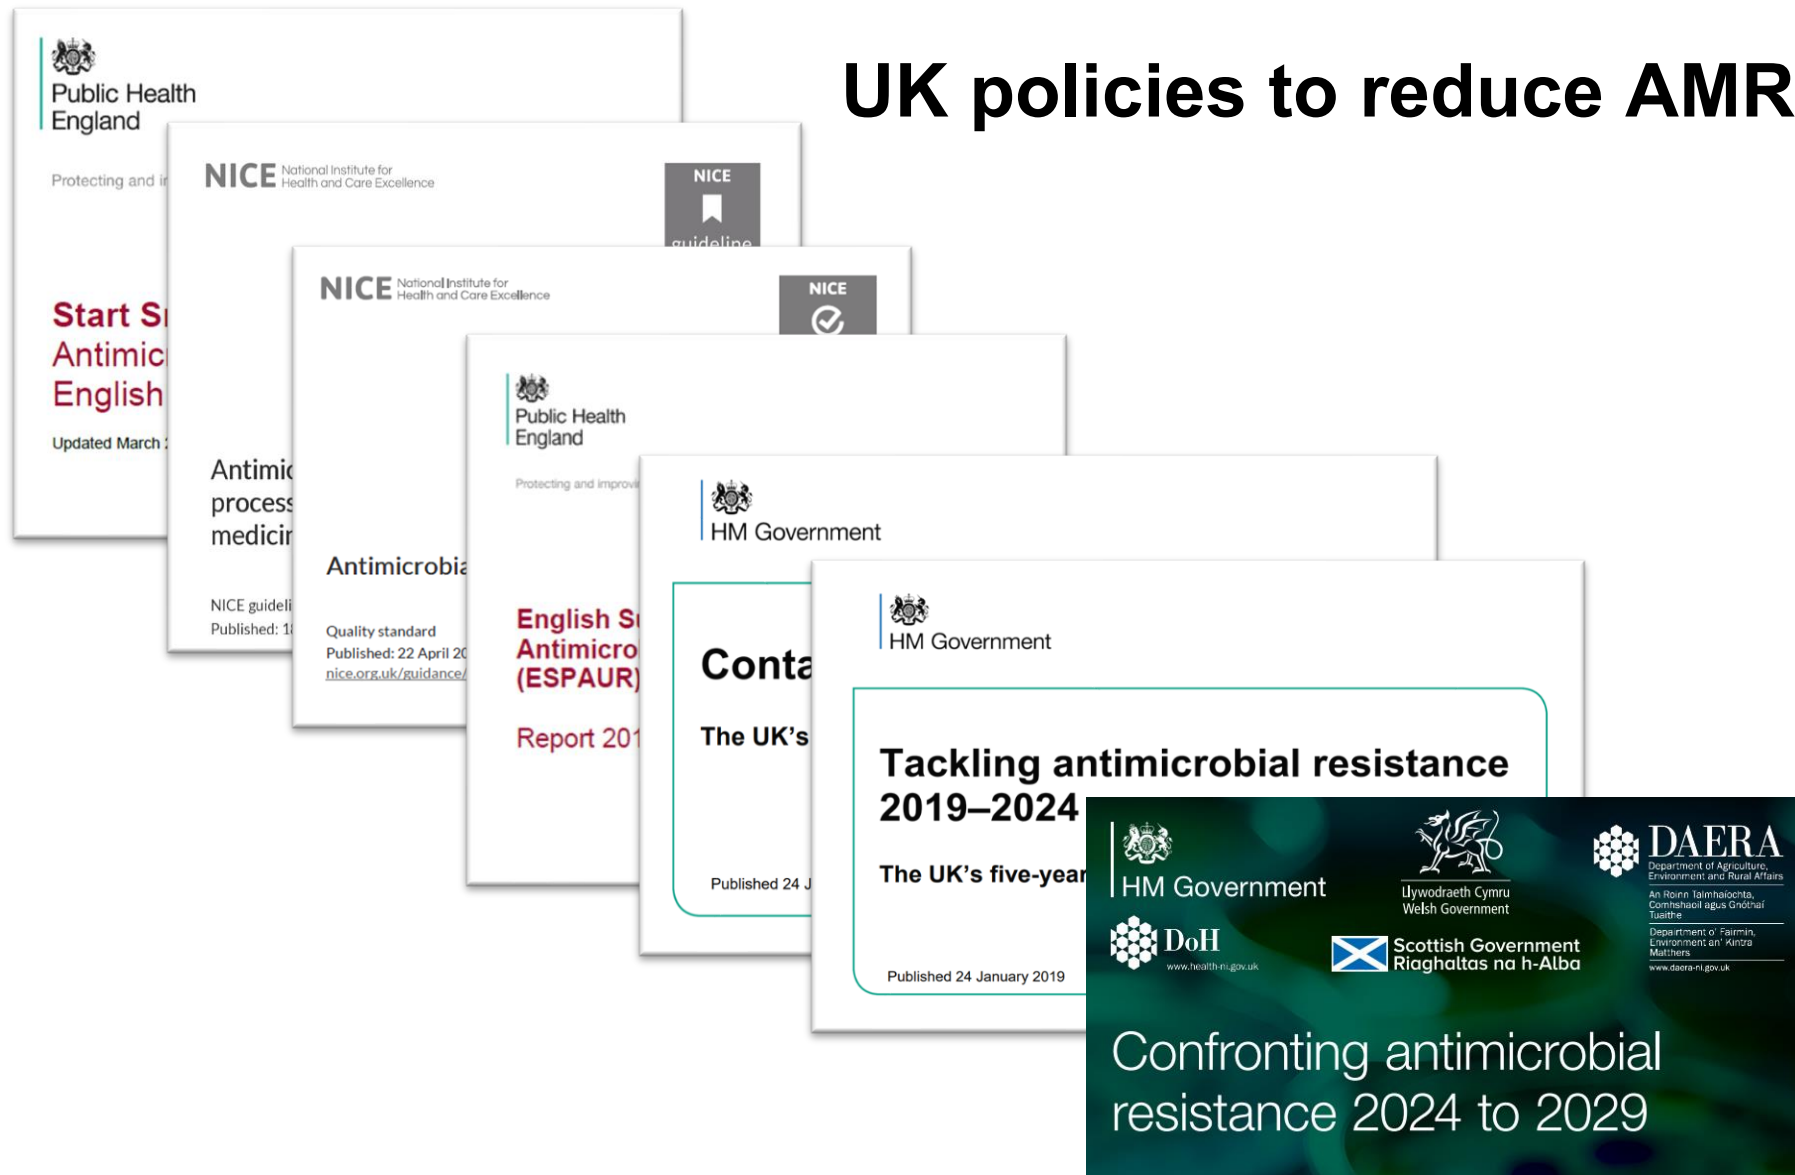 UK policies to reduce AMR
Public Health
England
Protecting and
Start
Antimic
English
Updated March
NICE National Institute for
Health and Care Excellence
NICE
guideline
Antimic
process
medicin
NICE guideli
Published: 18
NICE National Institute for
Health and Care Excellence
NICE
Antimicrobia
Quality standard
Published: 22 April 20
nice.org.uk/guidance/
Public Health
England
Protecting and improvi
English Su
Antimicro
(ESPAUR)
Report 201
HM Government
Conta
The UK's
Published 24 J
HM Government
Tackling antimicrobial resistance
2019–2024
The UK's five-year
Published 24 January 2019
HM Government
Llywodraeth Cymru
Welsh Government
DAERA
Department of Agriculture,
Environment and Rural Affairs
An Roinn Talmhaíochta,
Comhshaoil agus Gnóthaí
Tuaithe
Depairtment o' Fairmin,
Environment an' Kintra
Matthers
www.daera-ni.gov.uk
DoH
www.health-ni.gov.uk
Scottish Government
Riaghaltas na h-Alba
Confronting antimicrobial
resistance 2024 to 2029